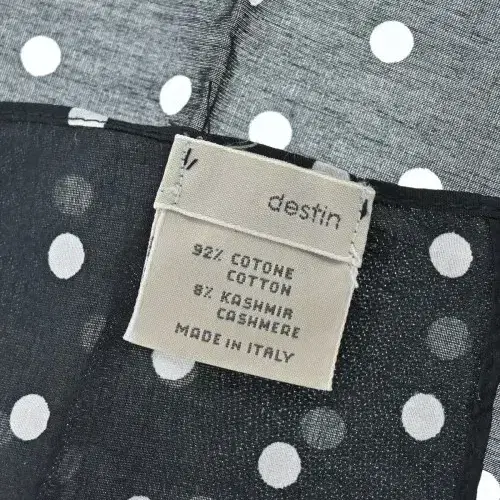 destin
92% COTONE
COTTON
8% KASHMIR
CASHMERE
MADE IN ITALY